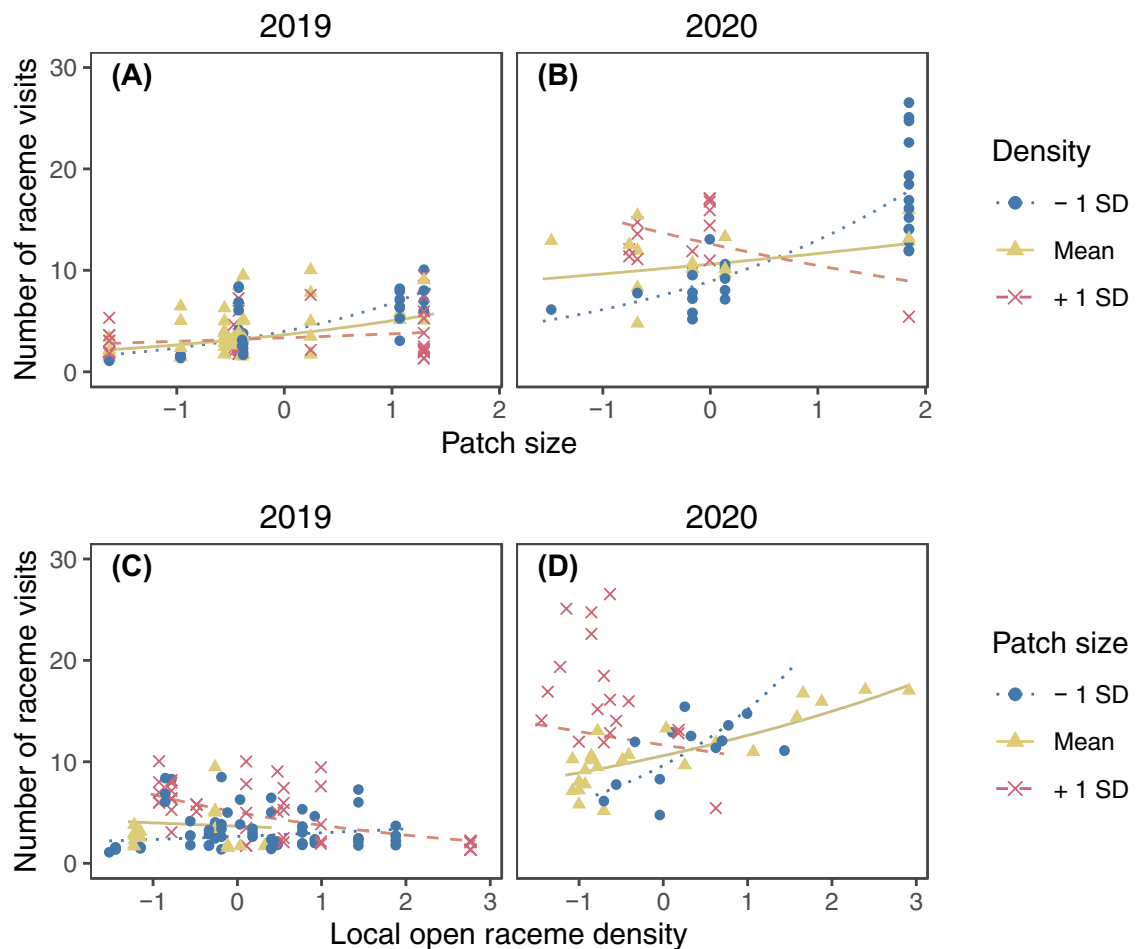 2019 2020
(A) (B)
30
20
10
0
Number of raceme visits
−1 0 1 2 −1 0 1 2
Patch size
Density
− 1 SD
Mean
+ 1 SD
2019 2020
(C) (D)
30
20
10
0
Number of raceme visits
−1 0 1 2 3 −1 0 1 2 3
Local open raceme density
Patch size
− 1 SD
Mean
+ 1 SD